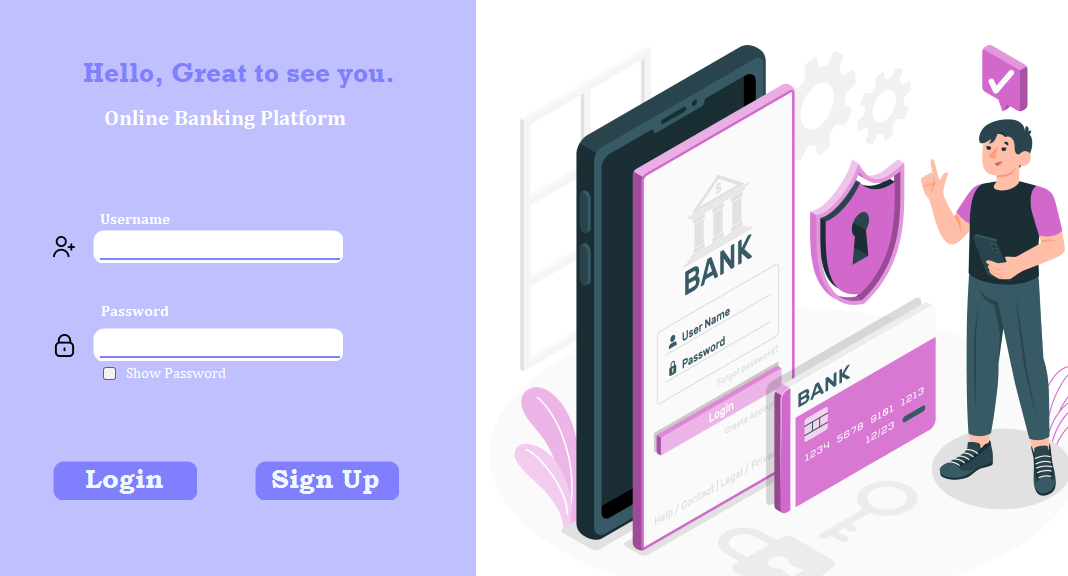 Hello, Great to see you.
Online Banking Platform
Username
Password
Show Password
Login
Sign Up
$
BANK
User Name
Password
Forgot password?
Login
Create Account
Help / Contact | Legal / Privacy
BANK
1234 5678 9101 1213
12/23